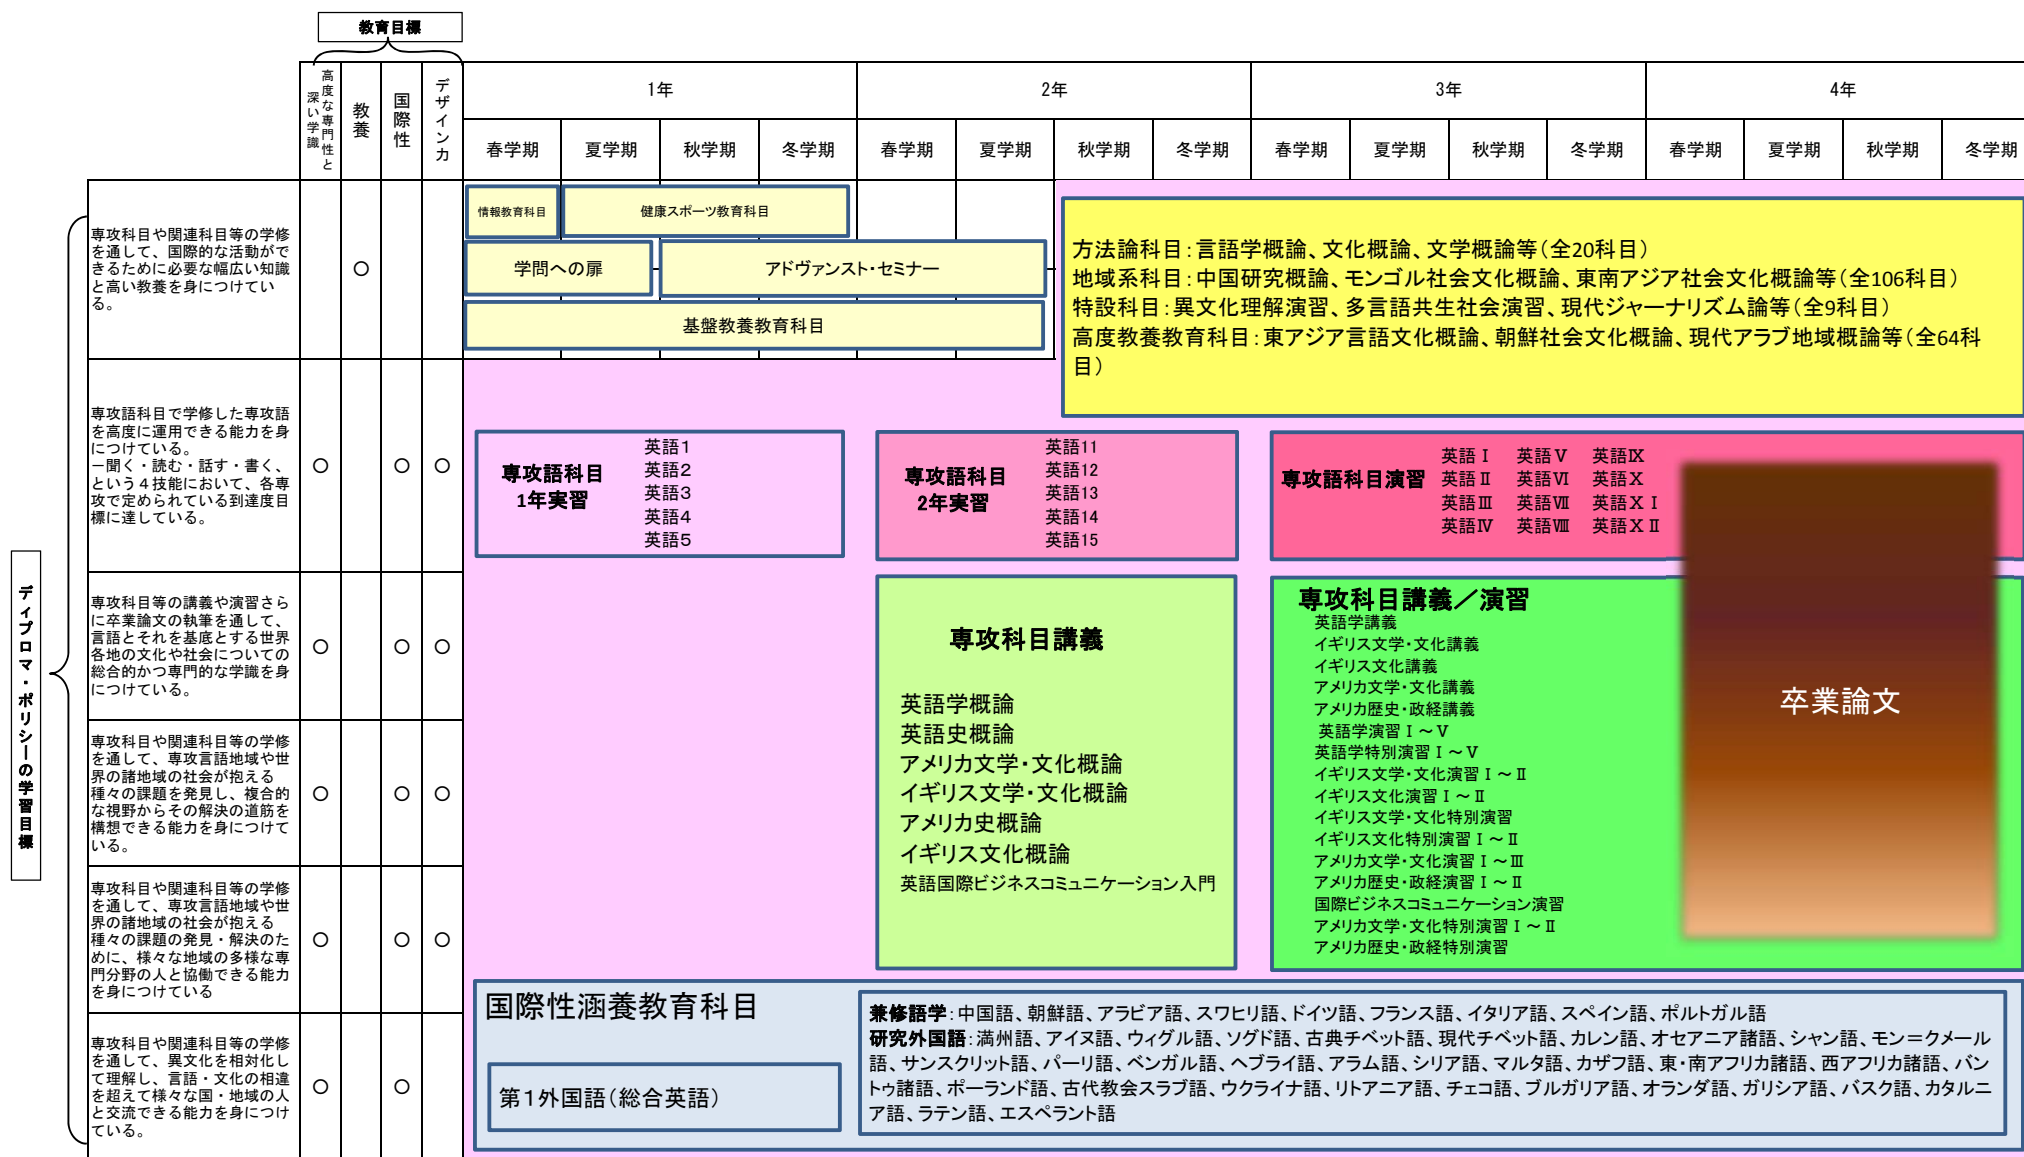 教育目標
高度な専門性と
深い学識
教養
国際性
デザイン力
1年
2年
3年
4年
春学期
夏学期
秋学期
冬学期
春学期
夏学期
秋学期
冬学期
春学期
夏学期
秋学期
冬学期
春学期
夏学期
秋学期
冬学期
ディプロマ・ポリシーの学習目標
専攻科目や関連科目等の学修
を通して、国際的な活動がで
きるために必要な幅広い知識
と高い教養を身につけてい
る。
○
情報教育科目
健康スポーツ教育科目
学問への扉
アドヴァンスト・セミナー
基盤教養教育科目
方法論科目：言語学概論、文化概論、文学概論等（全20科目）
地域系科目：中国研究概論、モンゴル社会文化概論、東南アジア社会文化概論等（全106科目）
特設科目：異文化理解演習、多言語共生社会演習、現代ジャーナリズム論等（全9科目）
高度教養教育科目：東アジア言語文化概論、朝鮮社会文化概論、現代アラブ地域概論等（全64科
目）
専攻語科目で学修した専攻語
を高度に運用できる能力を身
につけている。
－聞く・読む・話す・書く、
という４技能において、各専
攻で定められている到達度目
標に達している。
○ ○ ○
専攻語科目
1年実習
英語1
英語2
英語3
英語4
英語5
専攻語科目
2年実習
英語11
英語12
英語13
英語14
英語15
専攻語科目演習
英語Ⅰ 英語Ⅴ 英語Ⅸ
英語Ⅱ 英語Ⅵ 英語Ⅹ
英語Ⅲ 英語Ⅶ 英語ⅩⅠ
英語Ⅳ 英語Ⅷ 英語ⅩⅡ
専攻科目等の講義や演習さら
に卒業論文の執筆を通して、
言語とそれを基底とする世界
各地の文化や社会についての
総合的かつ専門的な学識を身
につけている。
○ ○ ○
専攻科目講義
英語学概論
英語史概論
アメリカ文学・文化概論
イギリス文学・文化概論
アメリカ史概論
イギリス文化概論
英語国際ビジネスコミュニケーション入門
専攻科目講義／演習
英語学講義
イギリス文学・文化講義
イギリス文化講義
アメリカ文学・文化講義
アメリカ歴史・政経講義
英語学演習Ⅰ～Ⅴ
英語学特別演習Ⅰ～Ⅴ
イギリス文学・文化演習Ⅰ～Ⅱ
イギリス文化演習Ⅰ～Ⅱ
イギリス文学・文化特別演習
イギリス文化特別演習Ⅰ～Ⅱ
アメリカ文学・文化演習Ⅰ～Ⅲ
アメリカ歴史・政経演習Ⅰ～Ⅱ
国際ビジネスコミュニケーション演習
アメリカ文学・文化特別演習Ⅰ～Ⅱ
アメリカ歴史・政経特別演習
卒業論文
専攻科目や関連科目等の学修
を通して、専攻言語地域や世
界の諸地域の社会が抱える
種々の課題を発見し、複合的
な視野からその解決の道筋を
構想できる能力を身につけて
いる。
○ ○ ○
専攻科目や関連科目等の学修
を通して、専攻言語地域や世
界の諸地域の社会が抱える
種々の課題の発見・解決のた
めに、様々な地域の多様な専
門分野の人と協働できる能力
を身につけている
○ ○ ○
専攻科目や関連科目等の学修
を通して、異文化を相対化し
て理解し、言語・文化の相違
を超えて様々な国・地域の人
と交流できる能力を身につけ
ている。
○ ○
国際性涵養教育科目
第１外国語（総合英語）
兼修語学：中国語、朝鮮語、アラビア語、スワヒリ語、ドイツ語、フランス語、イタリア語、スペイン語、ポルトガル語
研究外国語：満州語、アイヌ語、ウィグル語、ソグド語、古典チベット語、現代チベット語、カレン語、オセアニア諸語、シャン語、モン＝クメール
語、サンスクリット語、パーリ語、ベンガル語、ヘブライ語、アラム語、シリア語、マルタ語、カザフ語、東・南アフリカ諸語、西アフリカ諸語、バン
トゥ諸語、ポーランド語、古代教会スラブ語、ウクライナ語、リトアニア語、チェコ語、ブルガリア語、オランダ語、ガリシア語、バスク語、カタルニ
ア語、ラテン語、エスペラント語